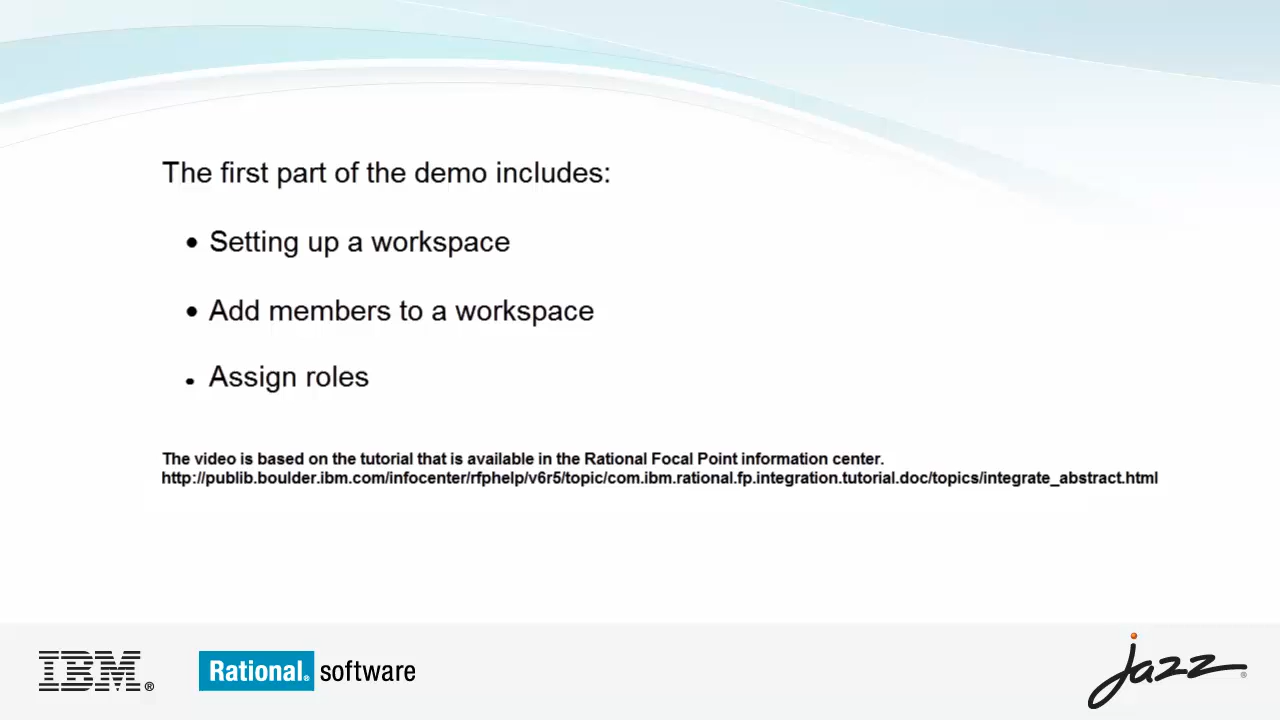 The first part of the demo includes:
• Setting up a workspace
• Add members to a workspace
• Assign roles
The video is based on the tutorial that is available in the Rational Focal Point information center.
http://publib.boulder.ibm.com/infocenter/rfphelp/v6r5/topic/com.ibm.rational.fp.integration.tutorial.doc/topics/integrate_abstract.html
IBM® Rational® software jazz®